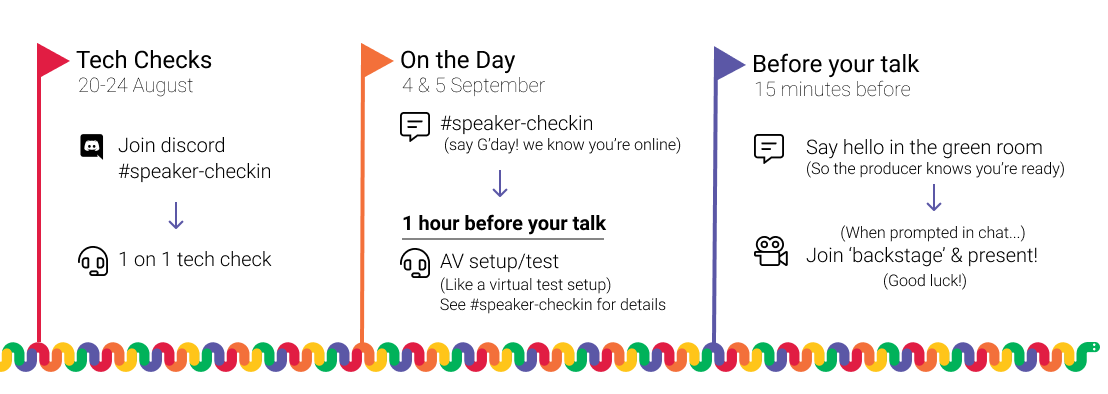 Tech Checks
20-24 August
Join discord
#speaker-checkin
1 on 1 tech check
On the Day
4 & 5 September
#speaker-checkin
(say G'day! we know you're online)
1 hour before your talk
AV setup/test
(Like a virtual test setup)
See #speaker-checkin for details
Before your talk
15 minutes before
Say hello in the green room
(So the producer knows you're ready)
(When prompted in chat...)
Join 'backstage' & present!
(Good luck!)